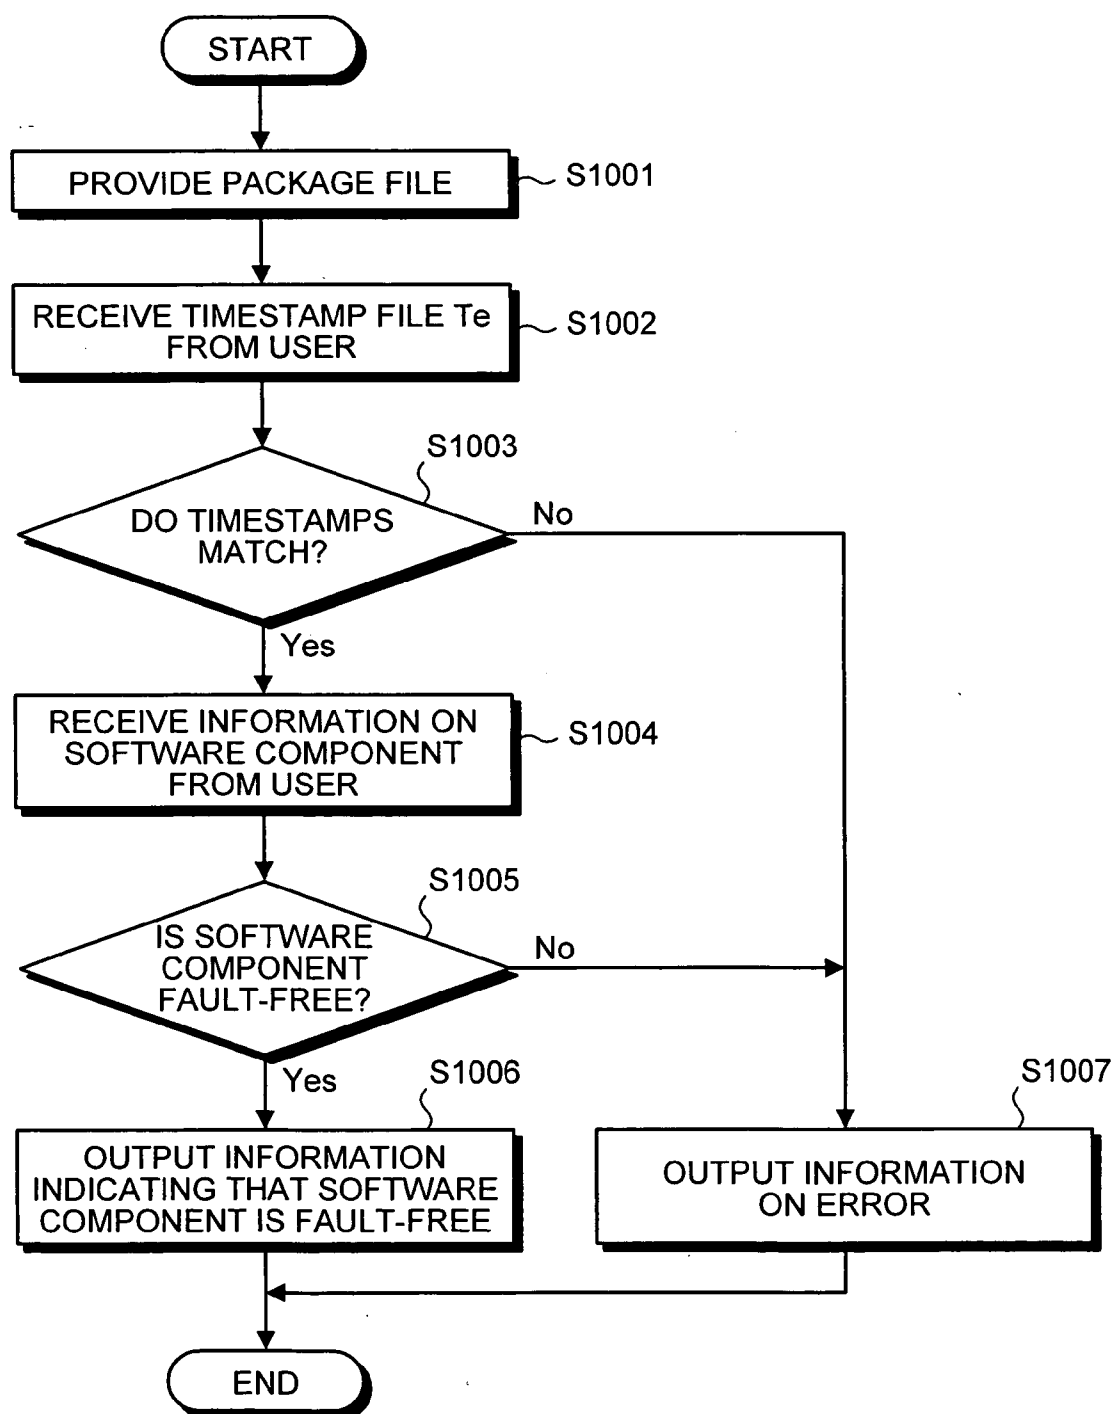 START
PROVIDE PACKAGE FILE
S1001
RECEIVE TIMESTAMP FILE Te
FROM USER
S1002
S1003
DO TIMESTAMPS
MATCH?
No
Yes
RECEIVE INFORMATION ON
SOFTWARE COMPONENT
FROM USER
S1004
S1005
IS SOFTWARE
COMPONENT
FAULT-FREE?
No
Yes
S1006
OUTPUT INFORMATION
INDICATING THAT SOFTWARE
COMPONENT IS FAULT-FREE
S1007
OUTPUT INFORMATION
ON ERROR
END